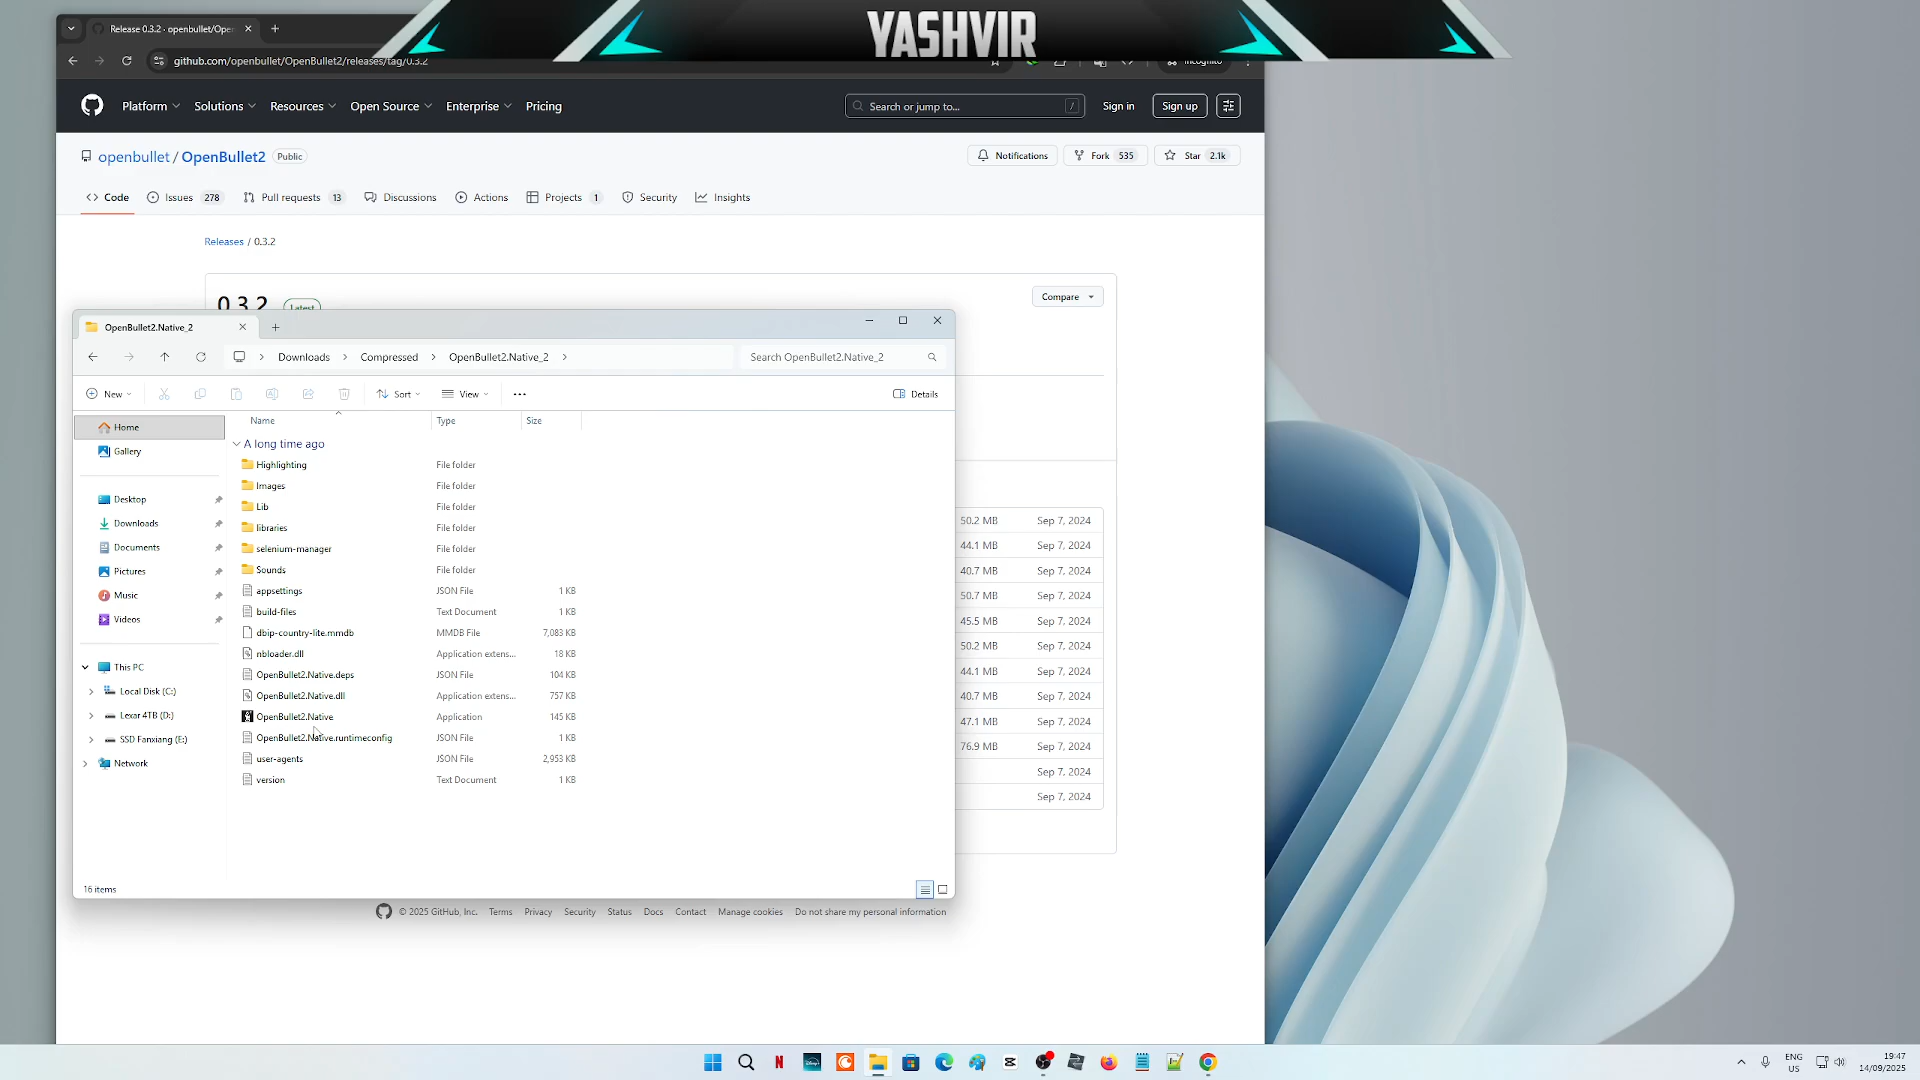 YASHVIR
Release 0.3.2 · openbullet/Open
github.com/openbullet/OpenBullet2/releases/tag/0.3.2
Incognito
Platform Solutions Resources Open Source Enterprise Pricing
Search or jump to... /
Sign in Sign up
openbullet / OpenBullet2 Public
Notifications Fork 535 Star 2.1k
Code Issues 278 Pull requests 13 Discussions Actions Projects 1 Security Insights
Releases / 0.3.2
0.3.2 Latest
Compare
OpenBullet2.Native_2
Downloads > Compressed > OpenBullet2.Native_2 >
Search OpenBullet2.Native_2
New Sort View ... Details
Home
Gallery
Desktop
Downloads
Documents
Pictures
Music
Videos
This PC
Local Disk (C:)
Lexar 4TB (D:)
SSD Fanxiang (E:)
Network
Name Type Size
A long time ago
Highlighting File folder
Images File folder
Lib File folder
libraries File folder
selenium-manager File folder
Sounds File folder
appsettings JSON File 1 KB
build-files Text Document 1 KB
dbip-country-lite.mmdb MMDB File 7,083 KB
nbloader.dll Application extens... 18 KB
OpenBullet2.Native.deps JSON File 104 KB
OpenBullet2.Native.dll Application extens... 757 KB
OpenBullet2.Native Application 145 KB
OpenBullet2.Native.runtimeconfig JSON File 1 KB
user-agents JSON File 2,953 KB
version Text Document 1 KB
16 items
50.2 MB Sep 7, 2024
44.1 MB Sep 7, 2024
40.7 MB Sep 7, 2024
50.7 MB Sep 7, 2024
45.5 MB Sep 7, 2024
50.2 MB Sep 7, 2024
44.1 MB Sep 7, 2024
40.7 MB Sep 7, 2024
47.1 MB Sep 7, 2024
76.9 MB Sep 7, 2024
Sep 7, 2024
Sep 7, 2024
© 2025 GitHub, Inc. Terms Privacy Security Status Docs Contact Manage cookies Do not share my personal information
ENG
US
19:47
14/09/2025